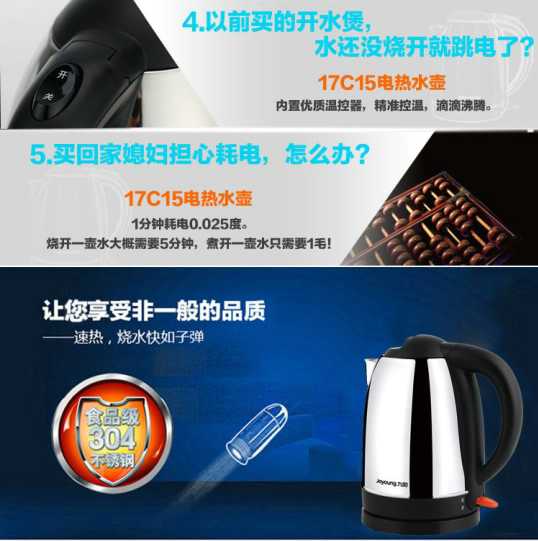 4.以前买的开水煲，
水还没烧开就跳电了？
开
关
17C15电热水壶
内置优质温控器，精准控温，滴滴沸腾。
5.买回家媳妇担心耗电，怎么办？
17C15电热水壶
1分钟耗电0.025度。
烧开一壶水大概需要5分钟，煮开一壶水只需要1毛！
让您享受非一般的品质
——速热，烧水快如子弹
食品级
304
不锈钢
Joyoung九阳